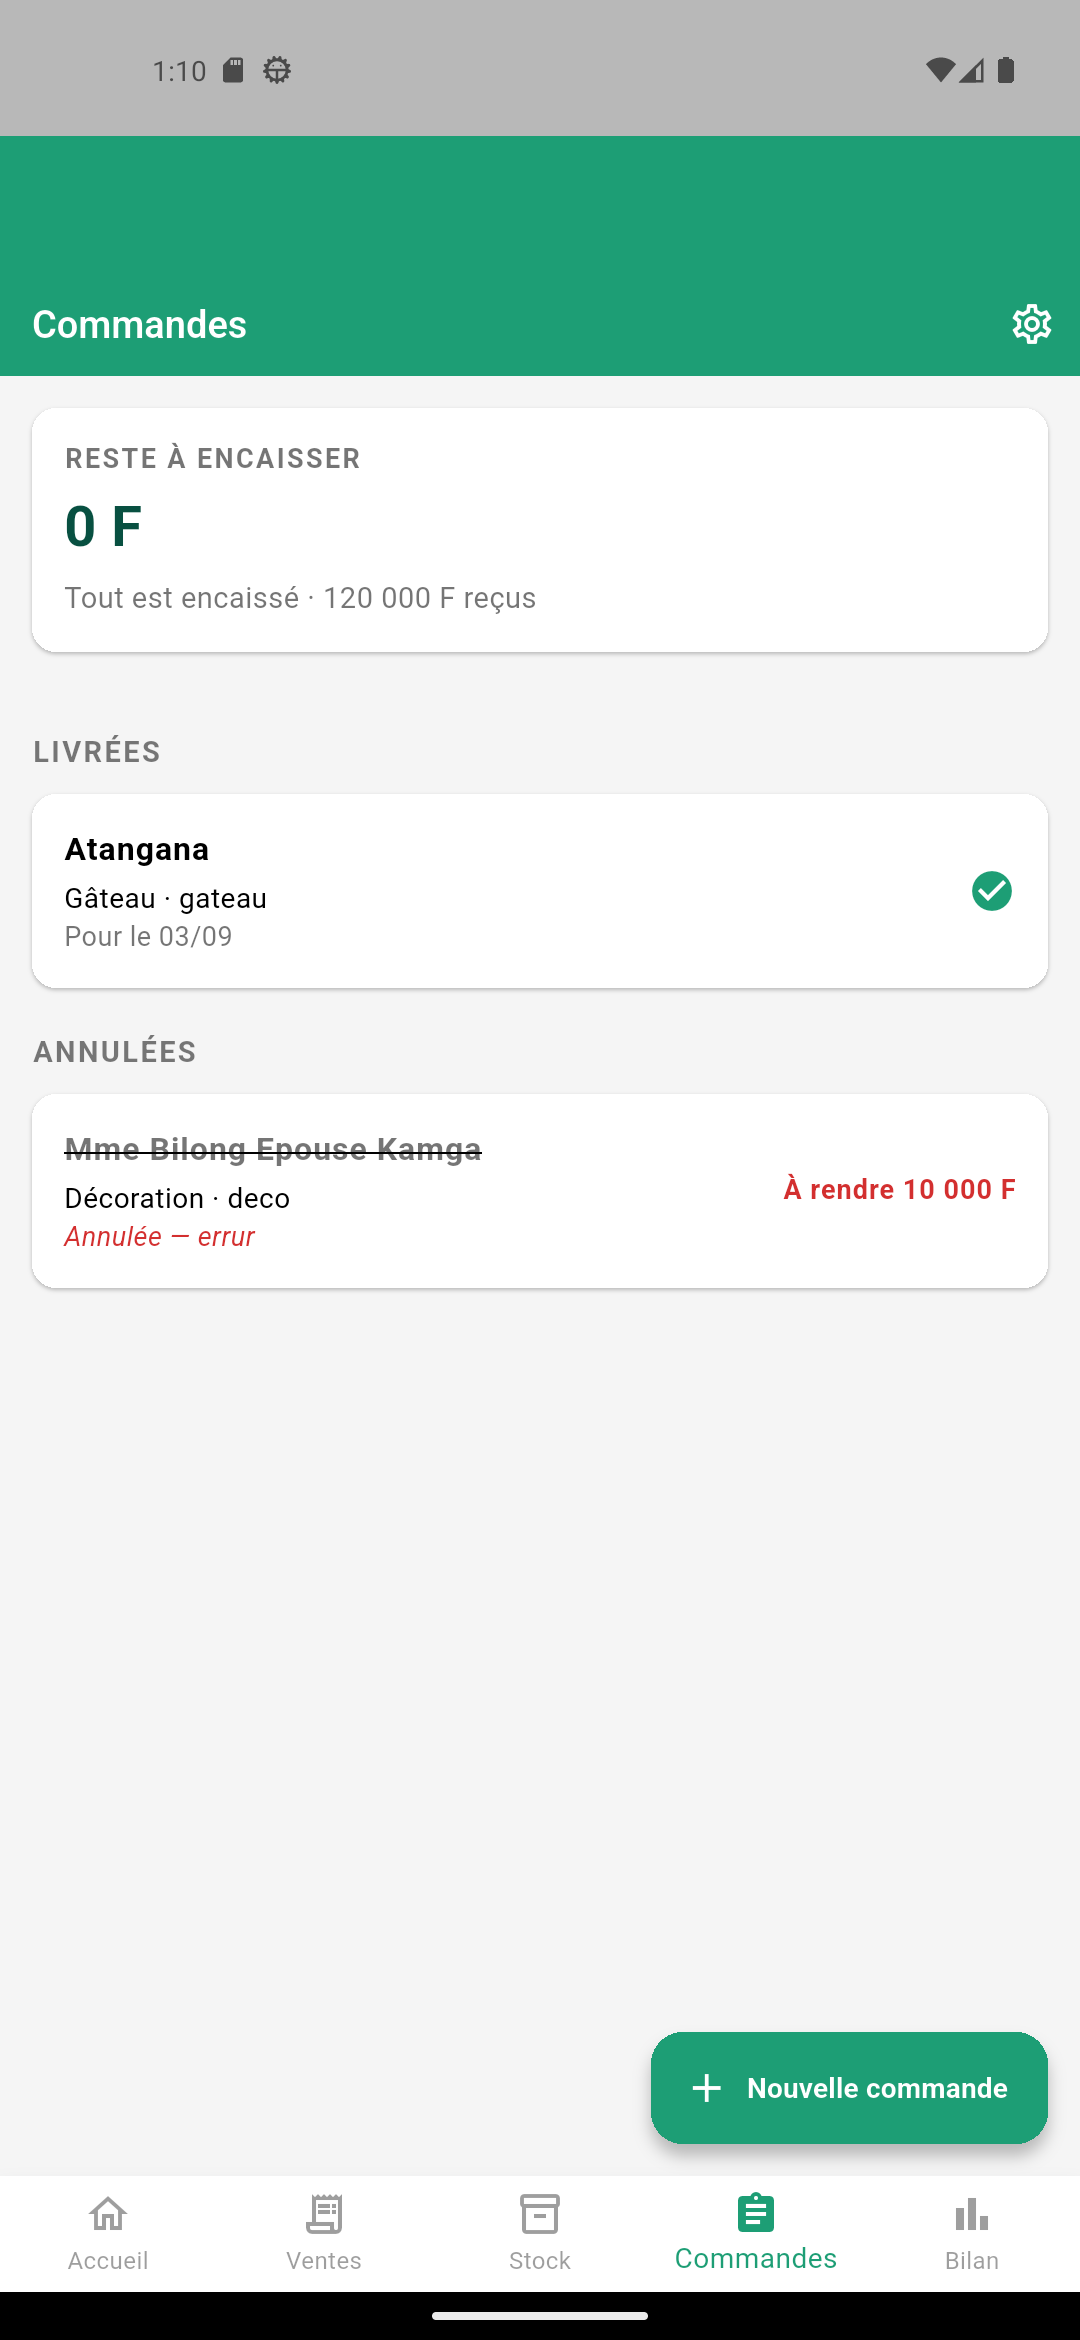 1:10
Commandes
RESTE À ENCAISSER
0 F
Tout est encaissé · 120 000 F reçus
LIVRÉES
Atangana
Gâteau · gateau
Pour le 03/09
ANNULÉES
Mme Bilong Epouse Kamga
Décoration · deco
À rendre 10 000 F
Annulée — errur
Nouvelle commande
Accueil
Ventes
Stock
Commandes
Bilan